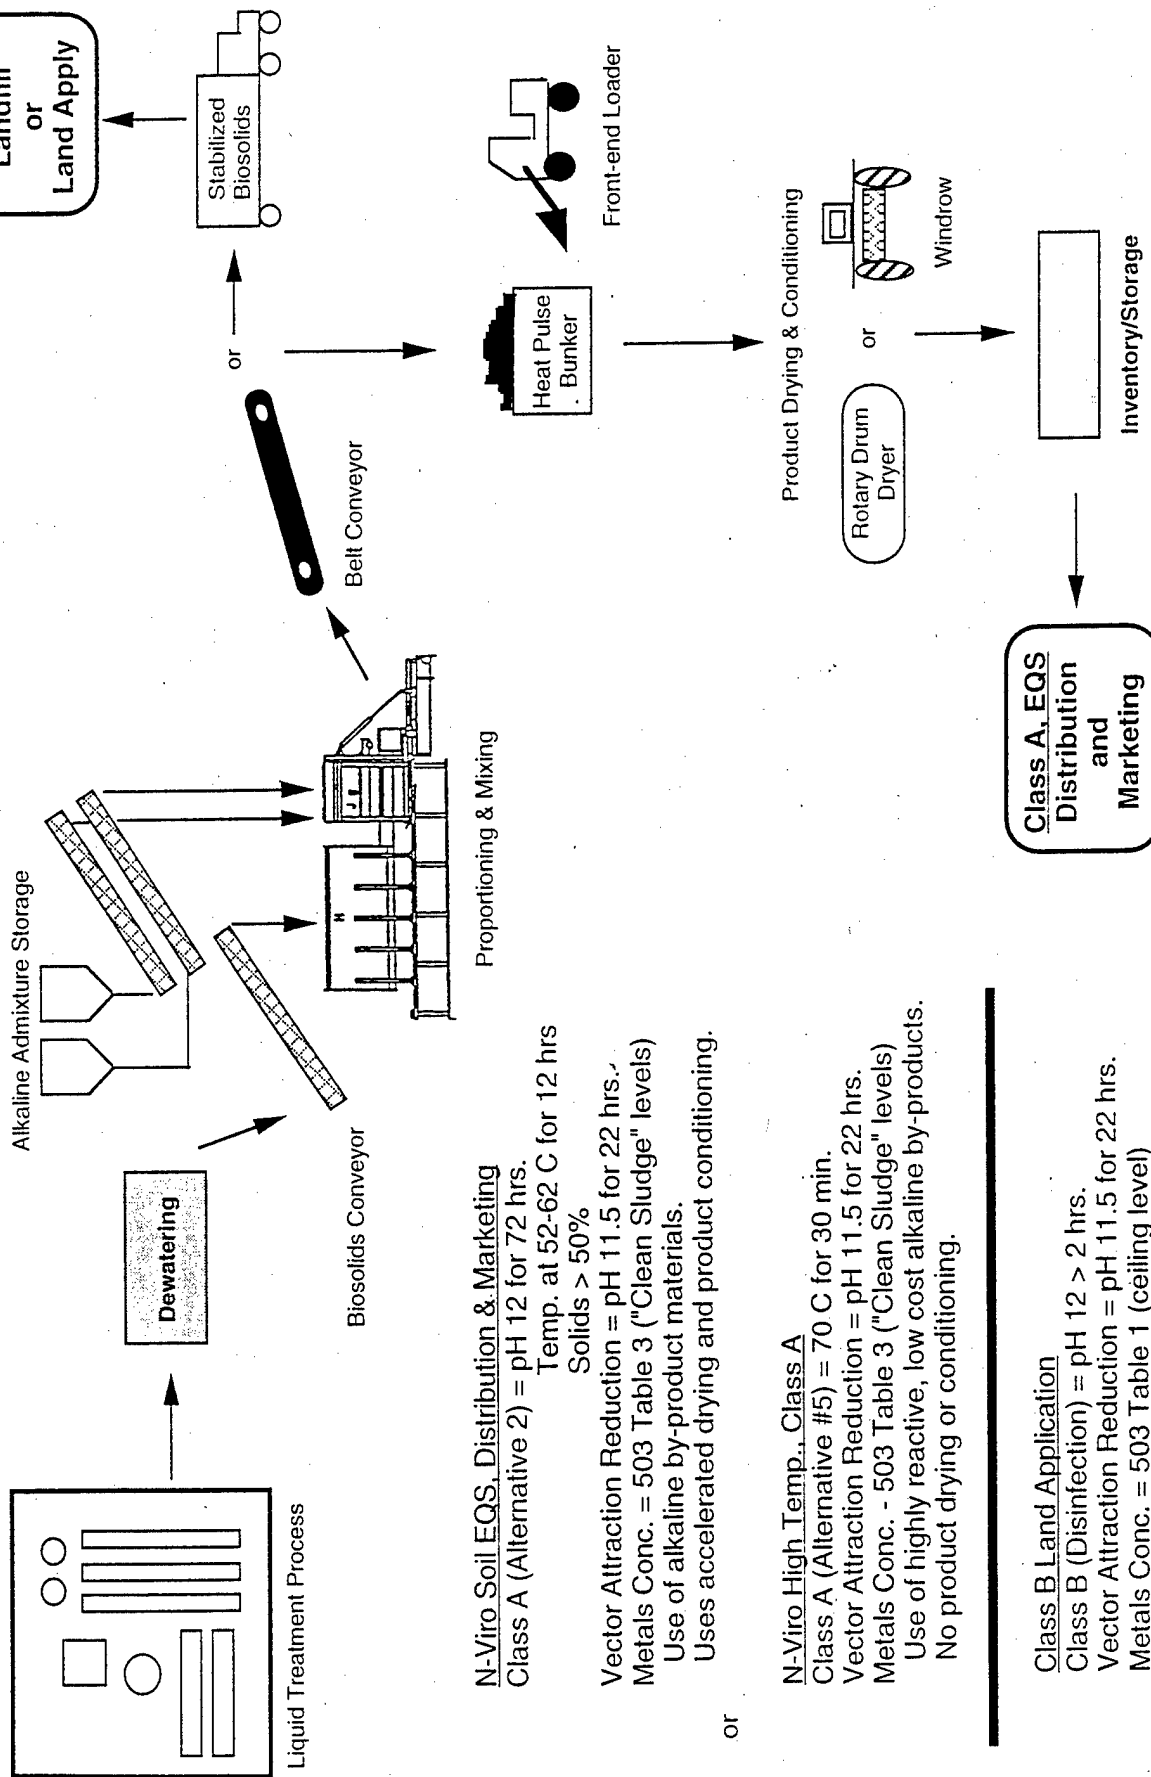 Liquid Treatment Process
Dewatering
Alkaline Admixture Storage
Biosolids Conveyor
Proportioning & Mixing
Belt Conveyor
or
Stabilized
Biosolids
or
Land Apply
Heat Pulse
Bunker
Front-end Loader
Product Drying & Conditioning
Rotary Drum
Dryer
or
Windrow
Inventory/Storage
Class A, EQS
Distribution
and
Marketing
N-Viro Soil EQS, Distribution & Marketing
Class A (Alternative 2) = pH 12 for 72 hrs.
Temp. at 52-62 C for 12 hrs
Solids > 50%
Vector Attraction Reduction = pH 11.5 for 22 hrs.
Metals Conc. = 503 Table 3 ("Clean Sludge" levels)
Use of alkaline by-product materials.
Uses accelerated drying and product conditioning.
or
N-Viro High Temp., Class A
Class A (Alternative #5) = 70 C for 30 min.
Vector Attraction Reduction = pH 11.5 for 22 hrs.
Metals Conc. - 503 Table 3 ("Clean Sludge" levels)
Use of highly reactive, low cost alkaline by-products.
No product drying or conditioning.
Class B Land Application
Class B (Disinfection) = pH 12 > 2 hrs.
Vector Attraction Reduction = pH 11.5 for 22 hrs.
Metals Conc. = 503 Table 1 (ceiling level)